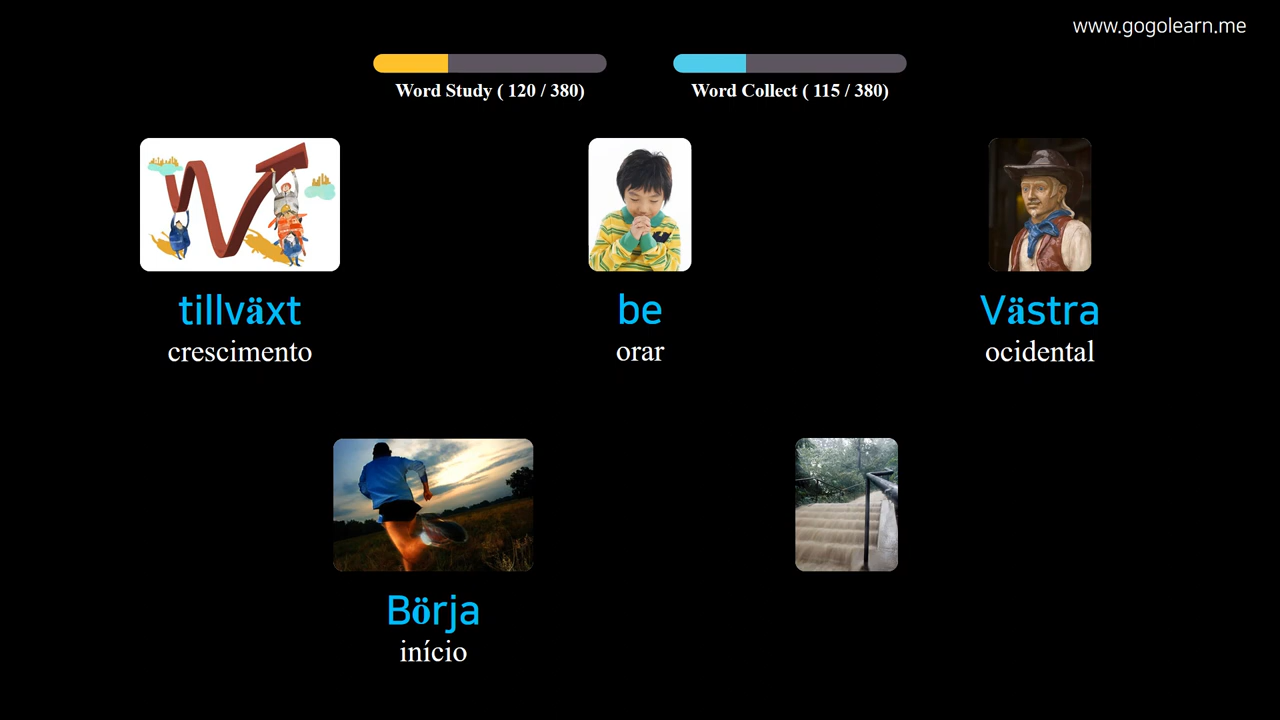 www.gogolearn.me
Word Study ( 120 / 380)
Word Collect ( 115 / 380)
tillväxt
crescimento
be
orar
Västra
ocidental
Börja
início